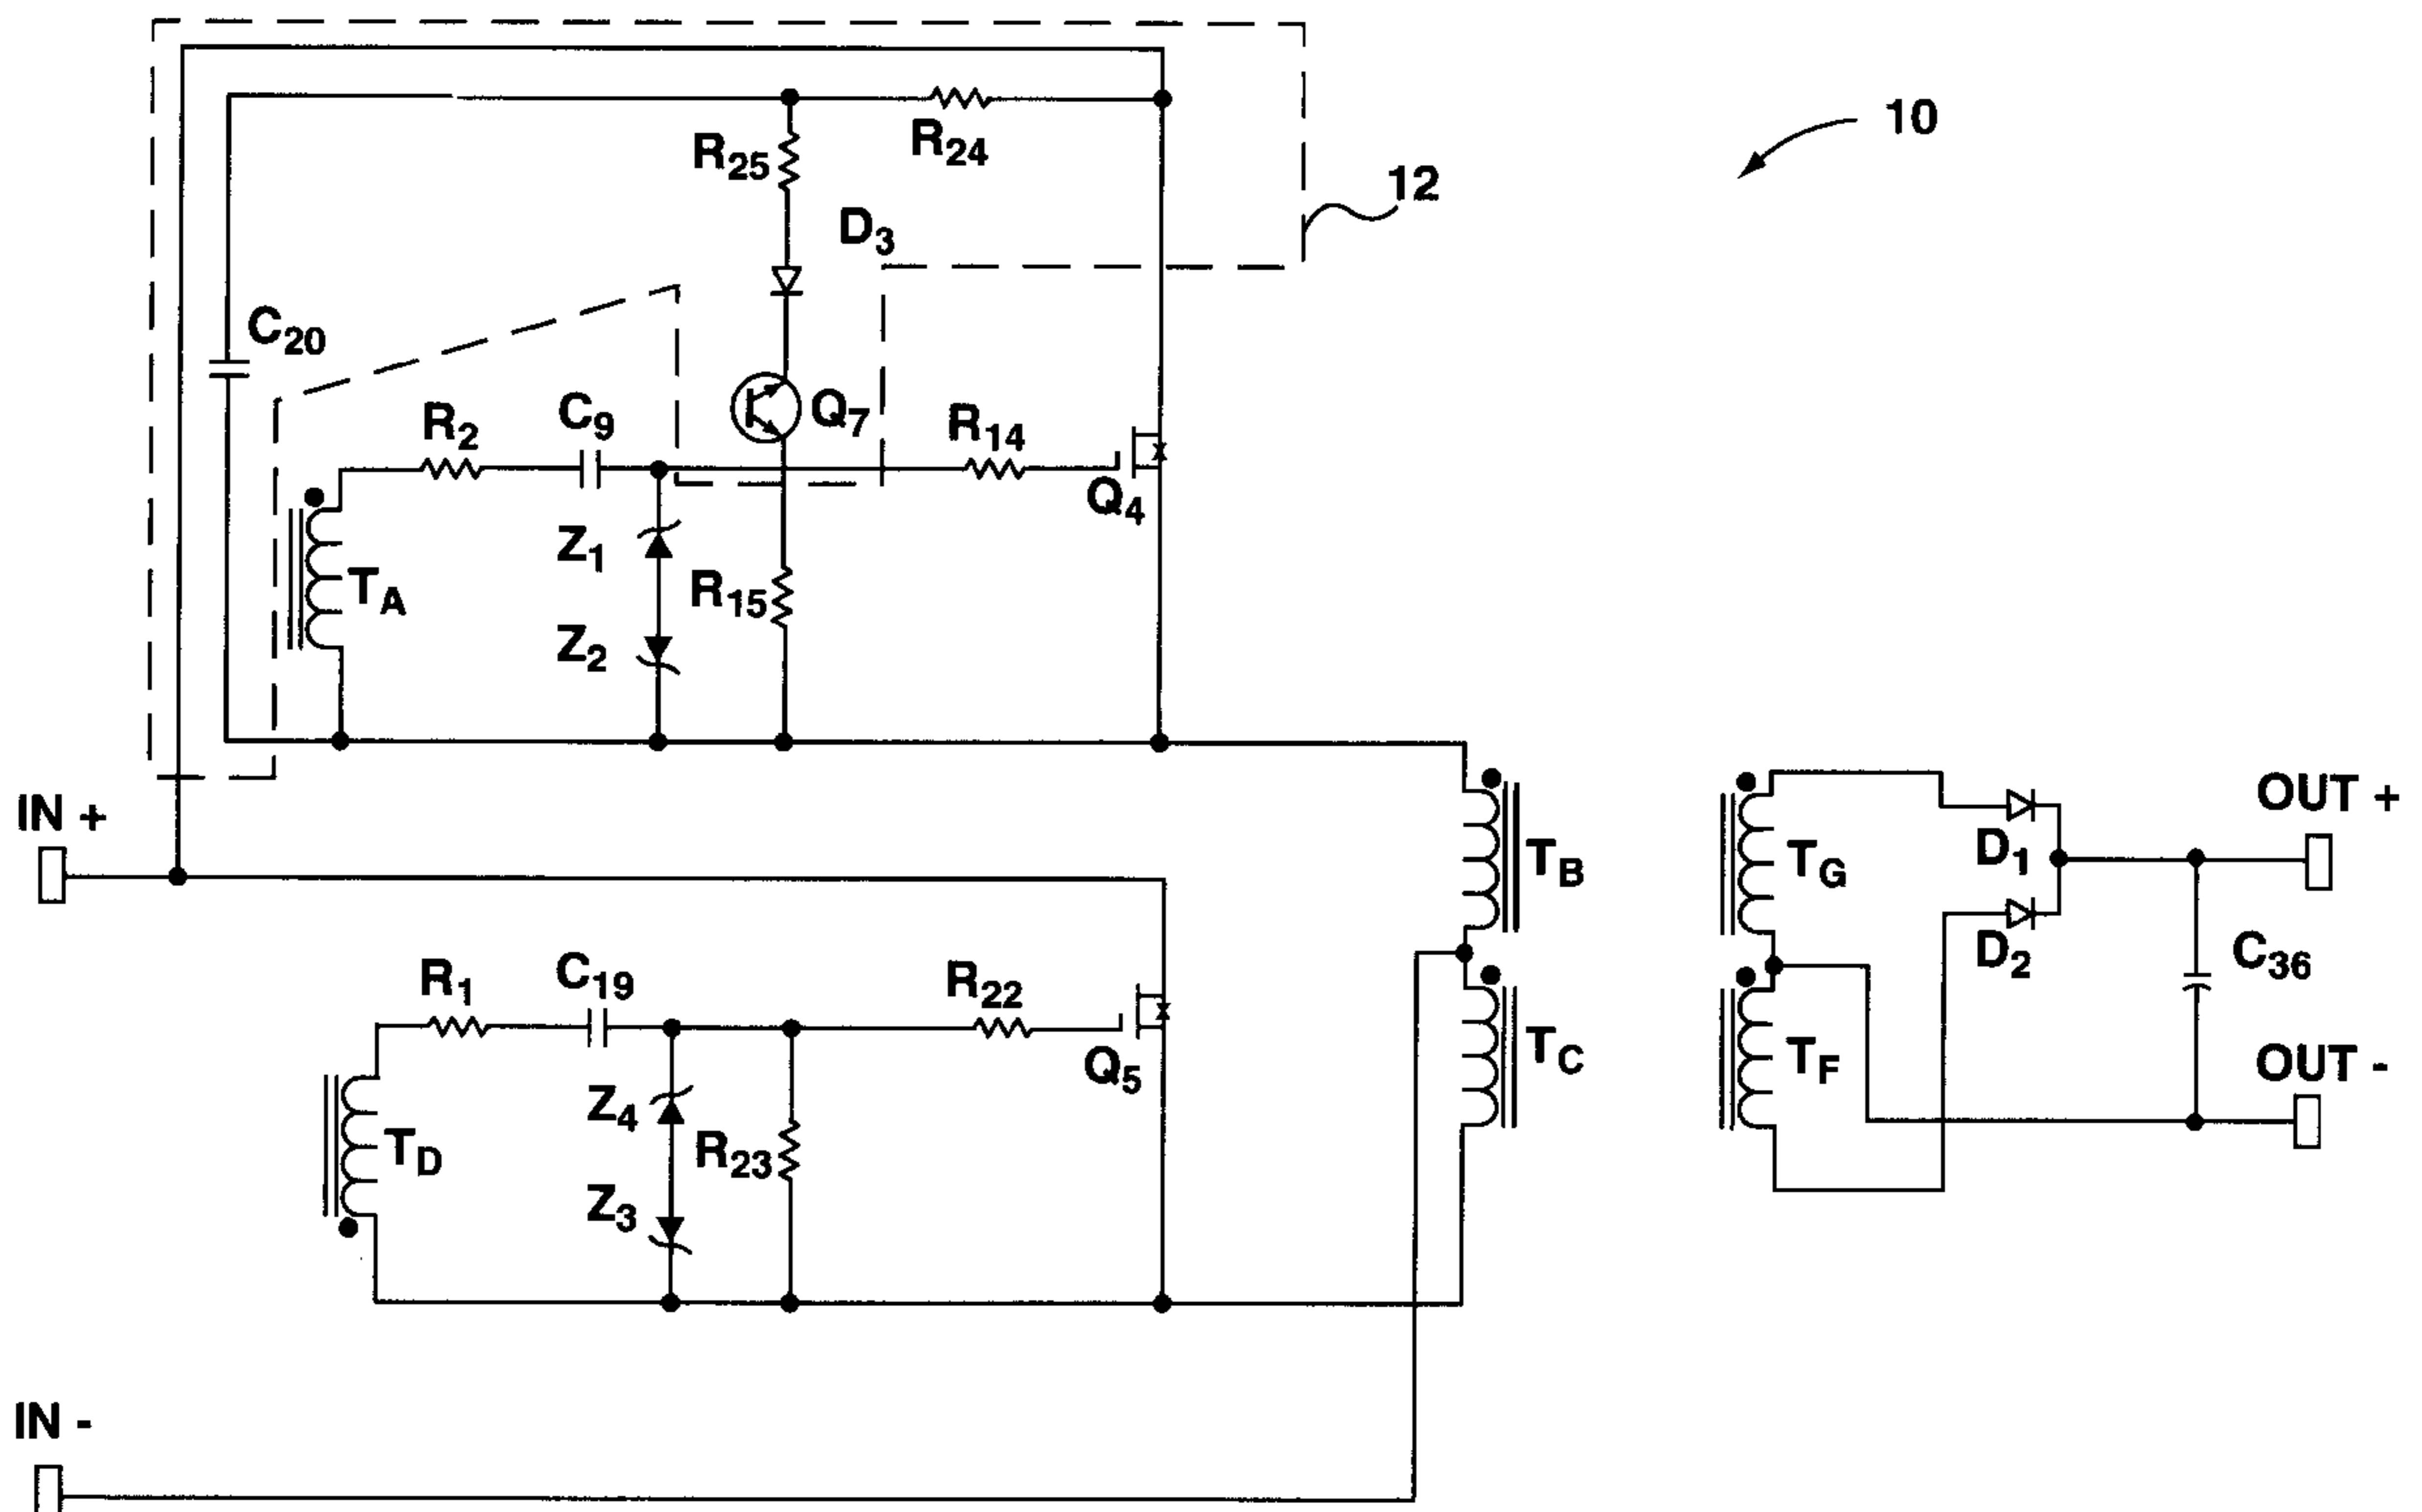 10
R25
R24
12
D3
C20
R2
C9
Q7
R14
Q4
Z1
TA
R15
Z2
IN +
OUT +
TB
TG
D1
R1
C19
R22
D2
C36
TC
TF
OUT -
Q5
Z4
TD
R23
Z3
IN -